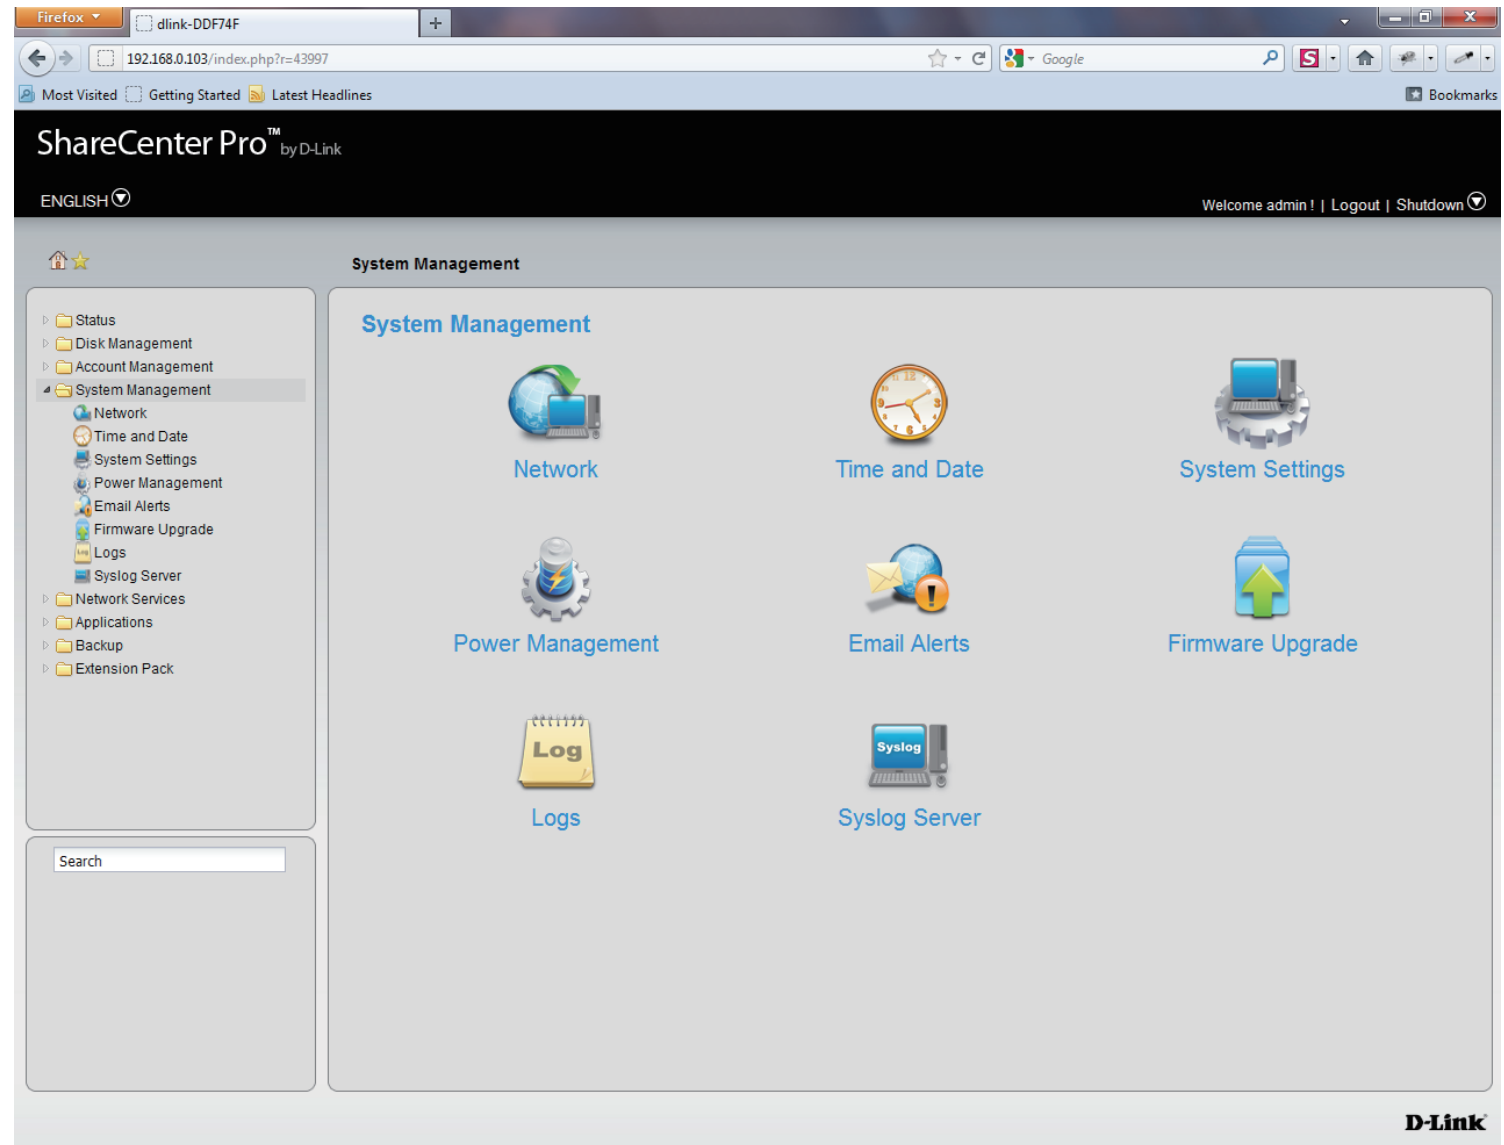 Firefox
dlink-DDF74F
192.168.0.103/index.php?r=43997
Google
Most Visited Getting Started Latest Headlines
Bookmarks
ShareCenter Pro™ by D-Link
ENGLISH
Welcome admin ! | Logout | Shutdown
System Management
Status
Disk Management
Account Management
System Management
Network
Time and Date
System Settings
Power Management
Email Alerts
Firmware Upgrade
Logs
Syslog Server
Network Services
Applications
Backup
Extension Pack
Search
System Management
Network
Time and Date
System Settings
Power Management
Email Alerts
Firmware Upgrade
Log
Syslog
Logs
Syslog Server
D-Link